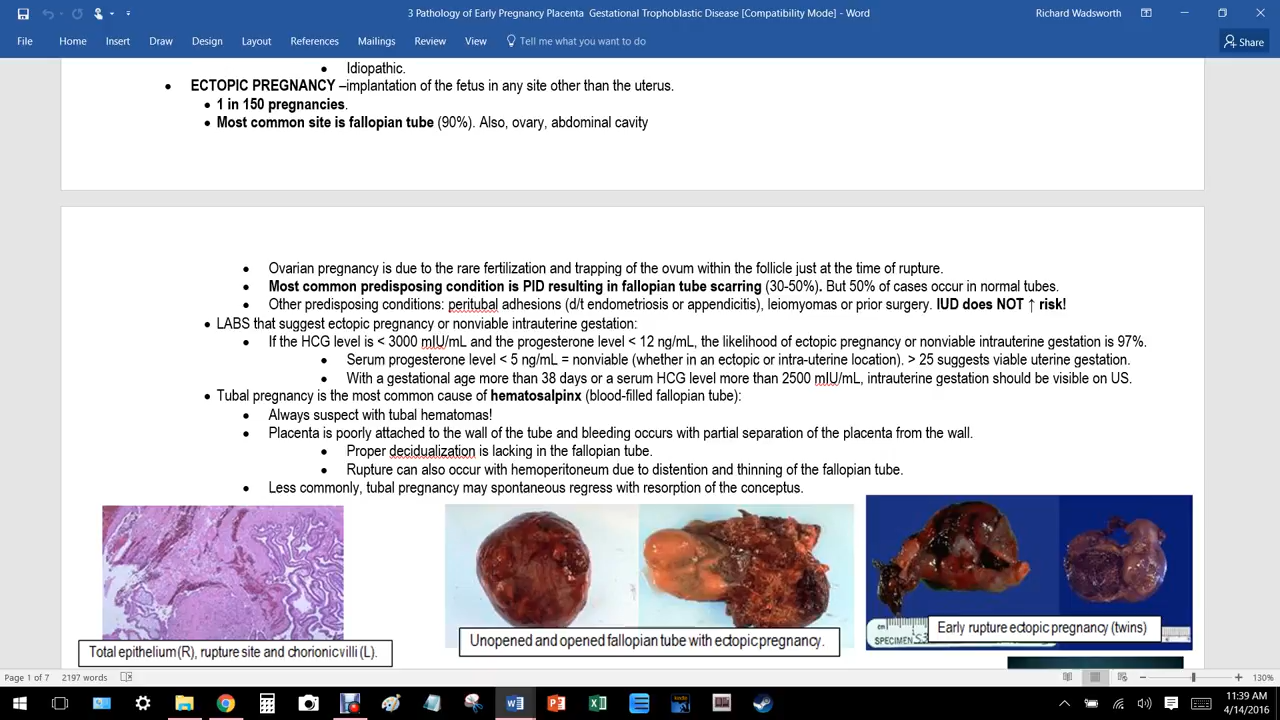 3 Pathology of Early Pregnancy Placenta  Gestational Trophoblastic Disease [Compatibility Mode] - Word
Richard Wadsworth
File
Home
Insert
Draw
Design
Layout
References
Mailings
Review
View
Tell me what you want to do
Share
• Idiopathic.
• ECTOPIC PREGNANCY –implantation of the fetus in any site other than the uterus.
• 1 in 150 pregnancies.
• Most common site is fallopian tube (90%). Also, ovary, abdominal cavity
• Ovarian pregnancy is due to the rare fertilization and trapping of the ovum within the follicle just at the time of rupture.
• Most common predisposing condition is PID resulting in fallopian tube scarring (30-50%). But 50% of cases occur in normal tubes.
• Other predisposing conditions: peritubal adhesions (d/t endometriosis or appendicitis), leiomyomas or prior surgery. IUD does NOT ↑ risk!
• LABS that suggest ectopic pregnancy or nonviable intrauterine gestation:
• If the HCG level is < 3000 mIU/mL and the progesterone level < 12 ng/mL, the likelihood of ectopic pregnancy or nonviable intrauterine gestation is 97%.
• Serum progesterone level < 5 ng/mL = nonviable (whether in an ectopic or intra-uterine location). > 25 suggests viable uterine gestation.
• With a gestational age more than 38 days or a serum HCG level more than 2500 mIU/mL, intrauterine gestation should be visible on US.
• Tubal pregnancy is the most common cause of hematosalpinx (blood-filled fallopian tube):
• Always suspect with tubal hematomas!
• Placenta is poorly attached to the wall of the tube and bleeding occurs with partial separation of the placenta from the wall.
• Proper decidualization is lacking in the fallopian tube.
• Rupture can also occur with hemoperitoneum due to distention and thinning of the fallopian tube.
• Less commonly, tubal pregnancy may spontaneous regress with resorption of the conceptus.
Total epithelium (R), rupture site and chorionic villi (L).
Unopened and opened fallopian tube with ectopic pregnancy.
cm
SPECIMEN
Early rupture ectopic pregnancy (twins)
Page 1 of 7
2197 words
130%
11:39 AM
4/14/2016